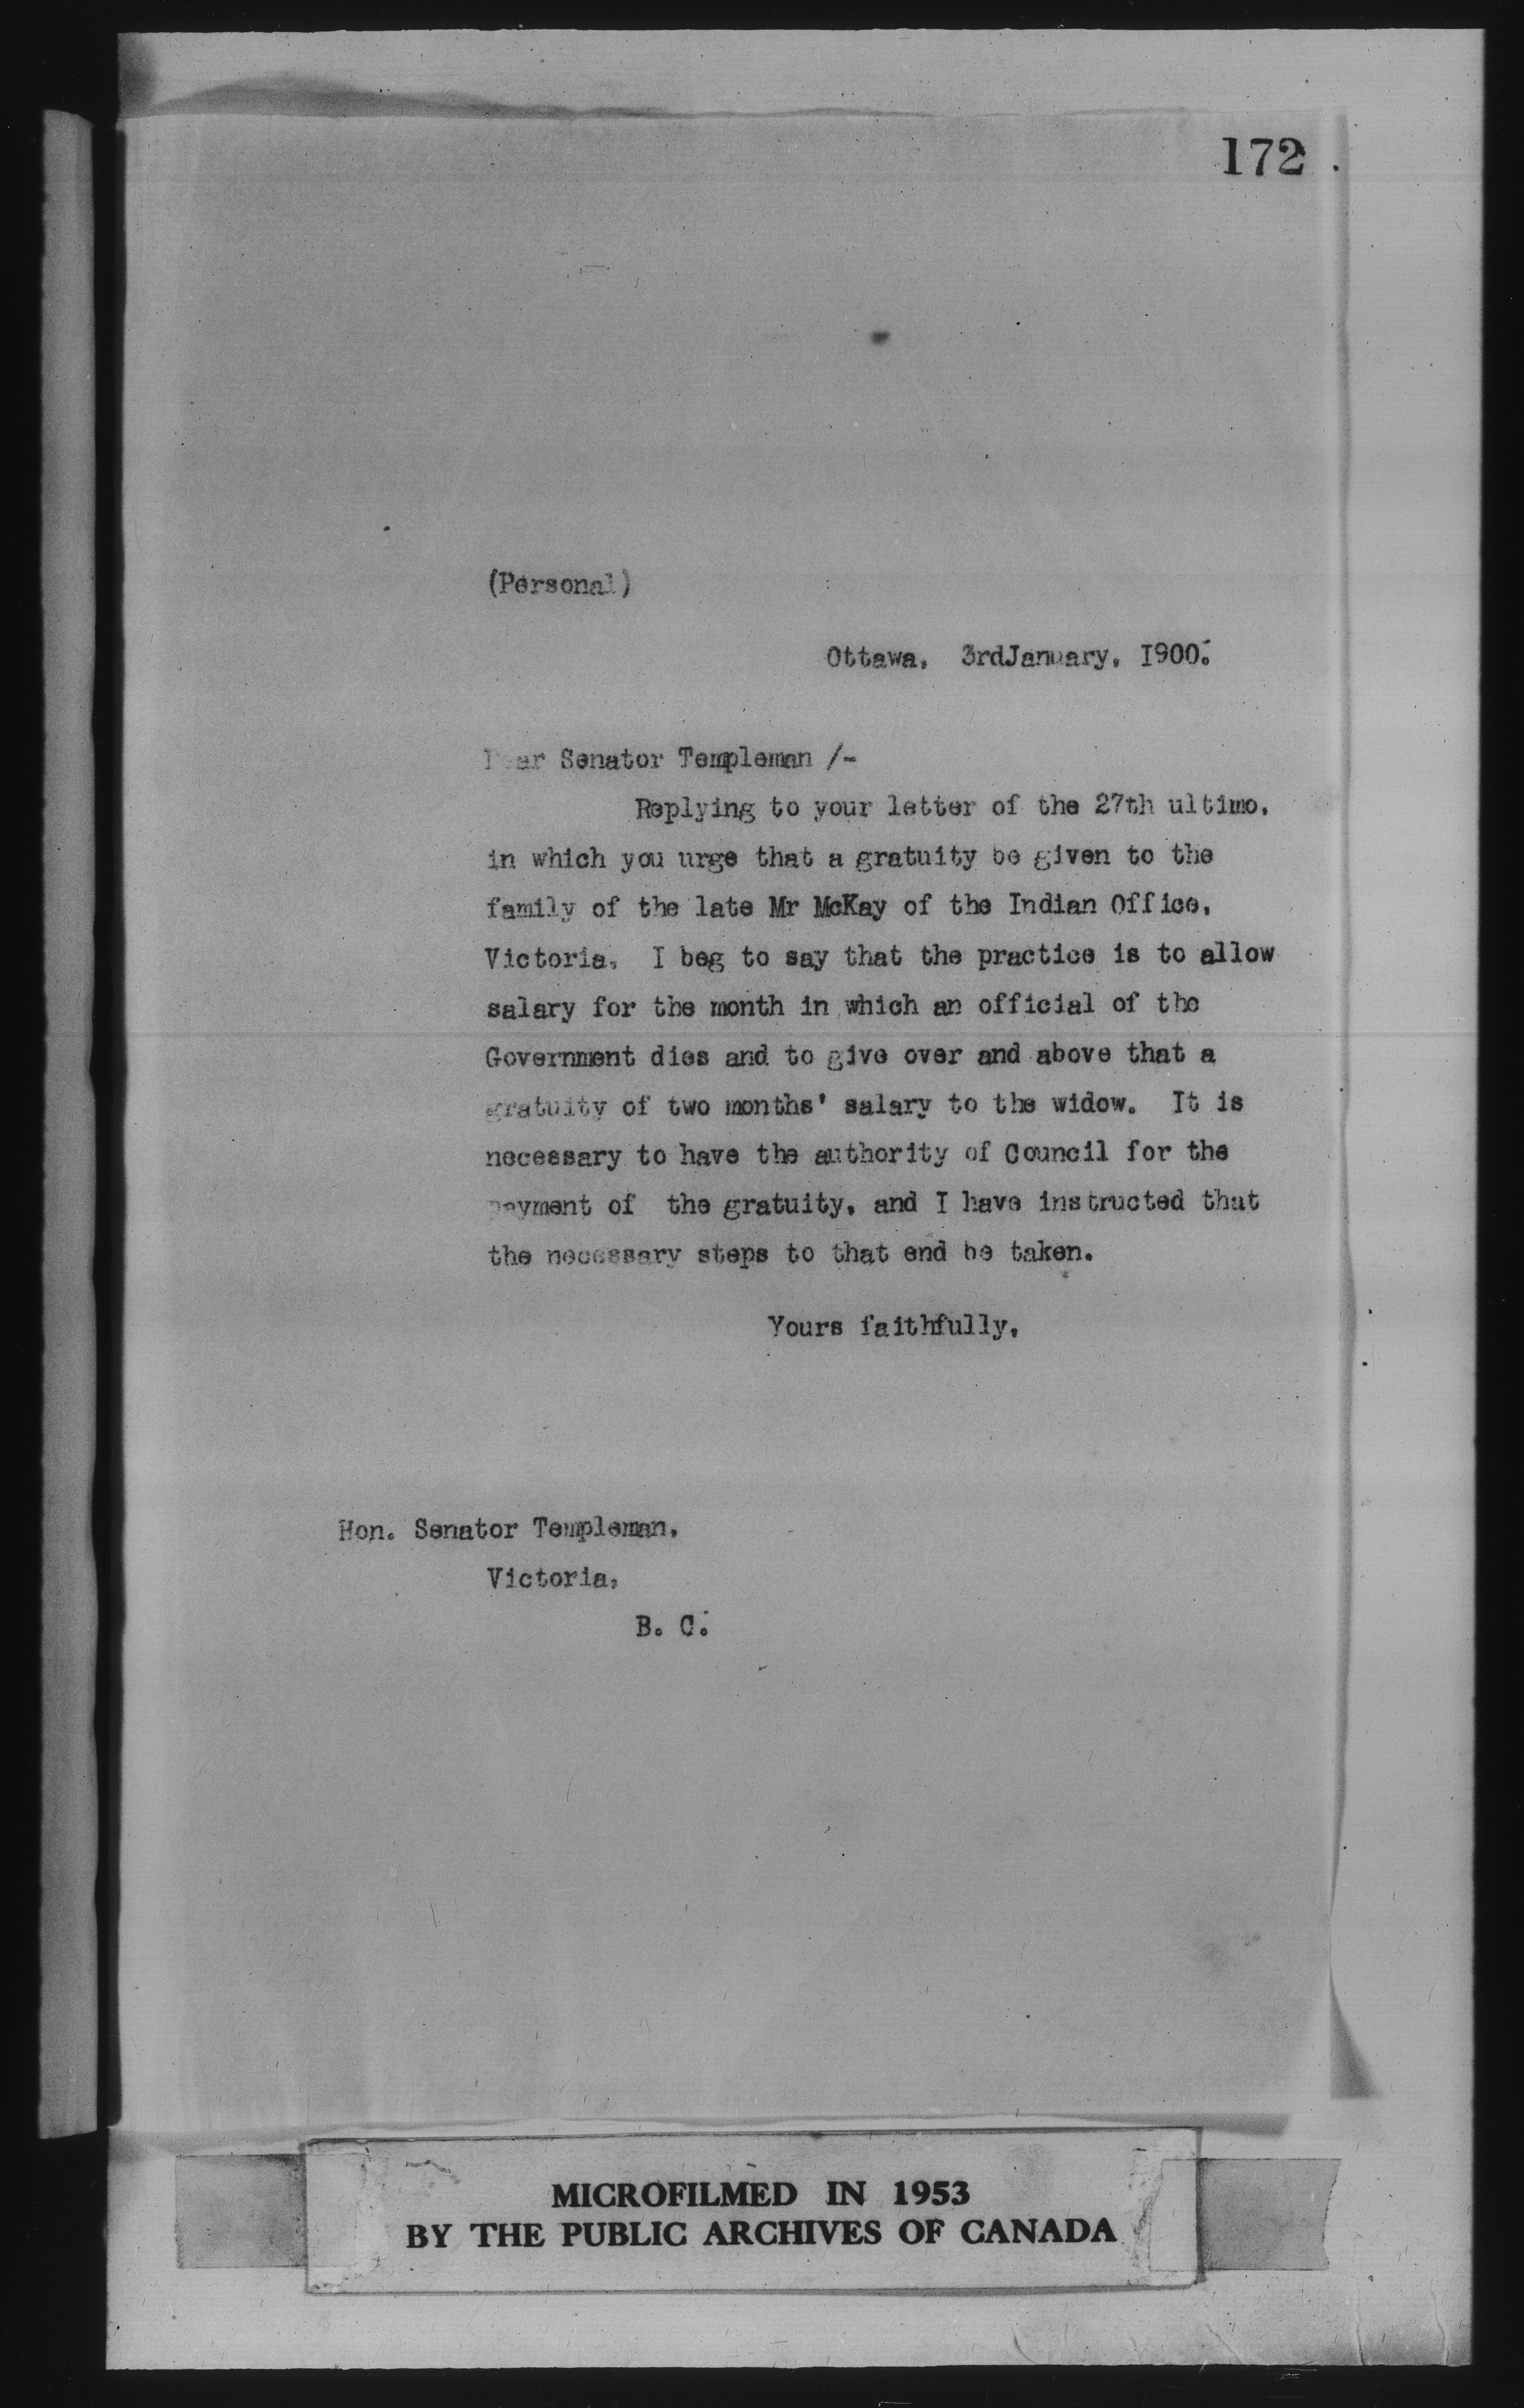 172.
(Personal)
Ottawa, 3rdJanuary, 1900.
Dear Senator Templeman /-
Replying to your letter of the 27th ultimo,
in which you urge that a gratuity be given to the
family of the late Mr McKay of the Indian Office,
Victoria, I beg to say that the practice is to allow
salary for the month in which an official of the
Government dies and to give over and above that a
gratuity of two months' salary to the widow. It is
necessary to have the authority of Council for the
payment of the gratuity, and I have instructed that
the necessary steps to that end be taken.
Yours faithfully,
Hon. Senator Templeman,
Victoria,
B. C.
MICROFILMED IN 1953
BY THE PUBLIC ARCHIVES OF CANADA